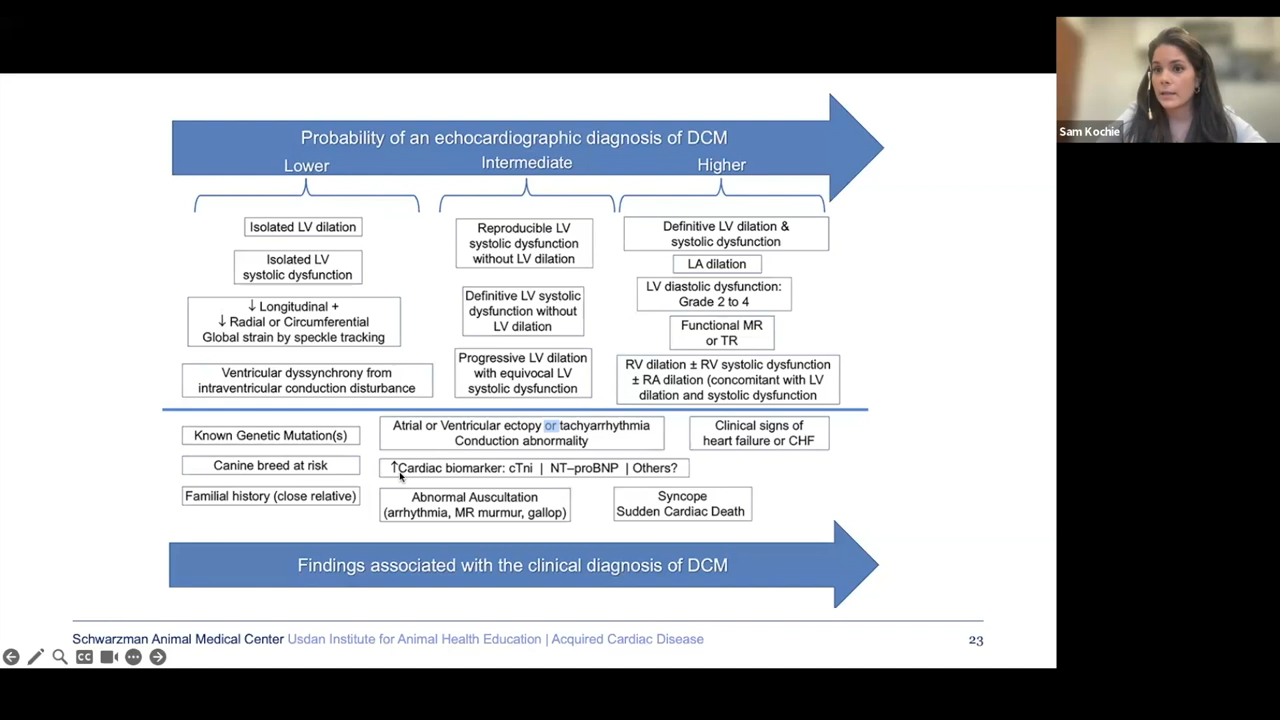 Probability of an echocardiographic diagnosis of DCM
Lower
Intermediate
Higher
Isolated LV dilation
Isolated LV
systolic dysfunction
↓ Longitudinal +
↓ Radial or Circumferential
Global strain by speckle tracking
Ventricular dyssynchrony from
intraventricular conduction disturbance
Reproducible LV
systolic dysfunction
without LV dilation
Definitive LV systolic
dysfunction without
LV dilation
Progressive LV dilation
with equivocal LV
systolic dysfunction
Definitive LV dilation &
systolic dysfunction
LA dilation
LV diastolic dysfunction:
Grade 2 to 4
Functional MR
or TR
RV dilation ± RV systolic dysfunction
± RA dilation (concomitant with LV
dilation and systolic dysfunction
Known Genetic Mutation(s)
Canine breed at risk
Familial history (close relative)
Atrial or Ventricular ectopy or tachyarrhythmia
Conduction abnormality
↑Cardiac biomarker: cTni | NT–proBNP | Others?
Abnormal Auscultation
(arrhythmia, MR murmur, gallop)
Clinical signs of
heart failure or CHF
Syncope
Sudden Cardiac Death
Findings associated with the clinical diagnosis of DCM
Schwarzman Animal Medical Center Usdan Institute for Animal Health Education | Acquired Cardiac Disease
23
CC
Sam Kochie